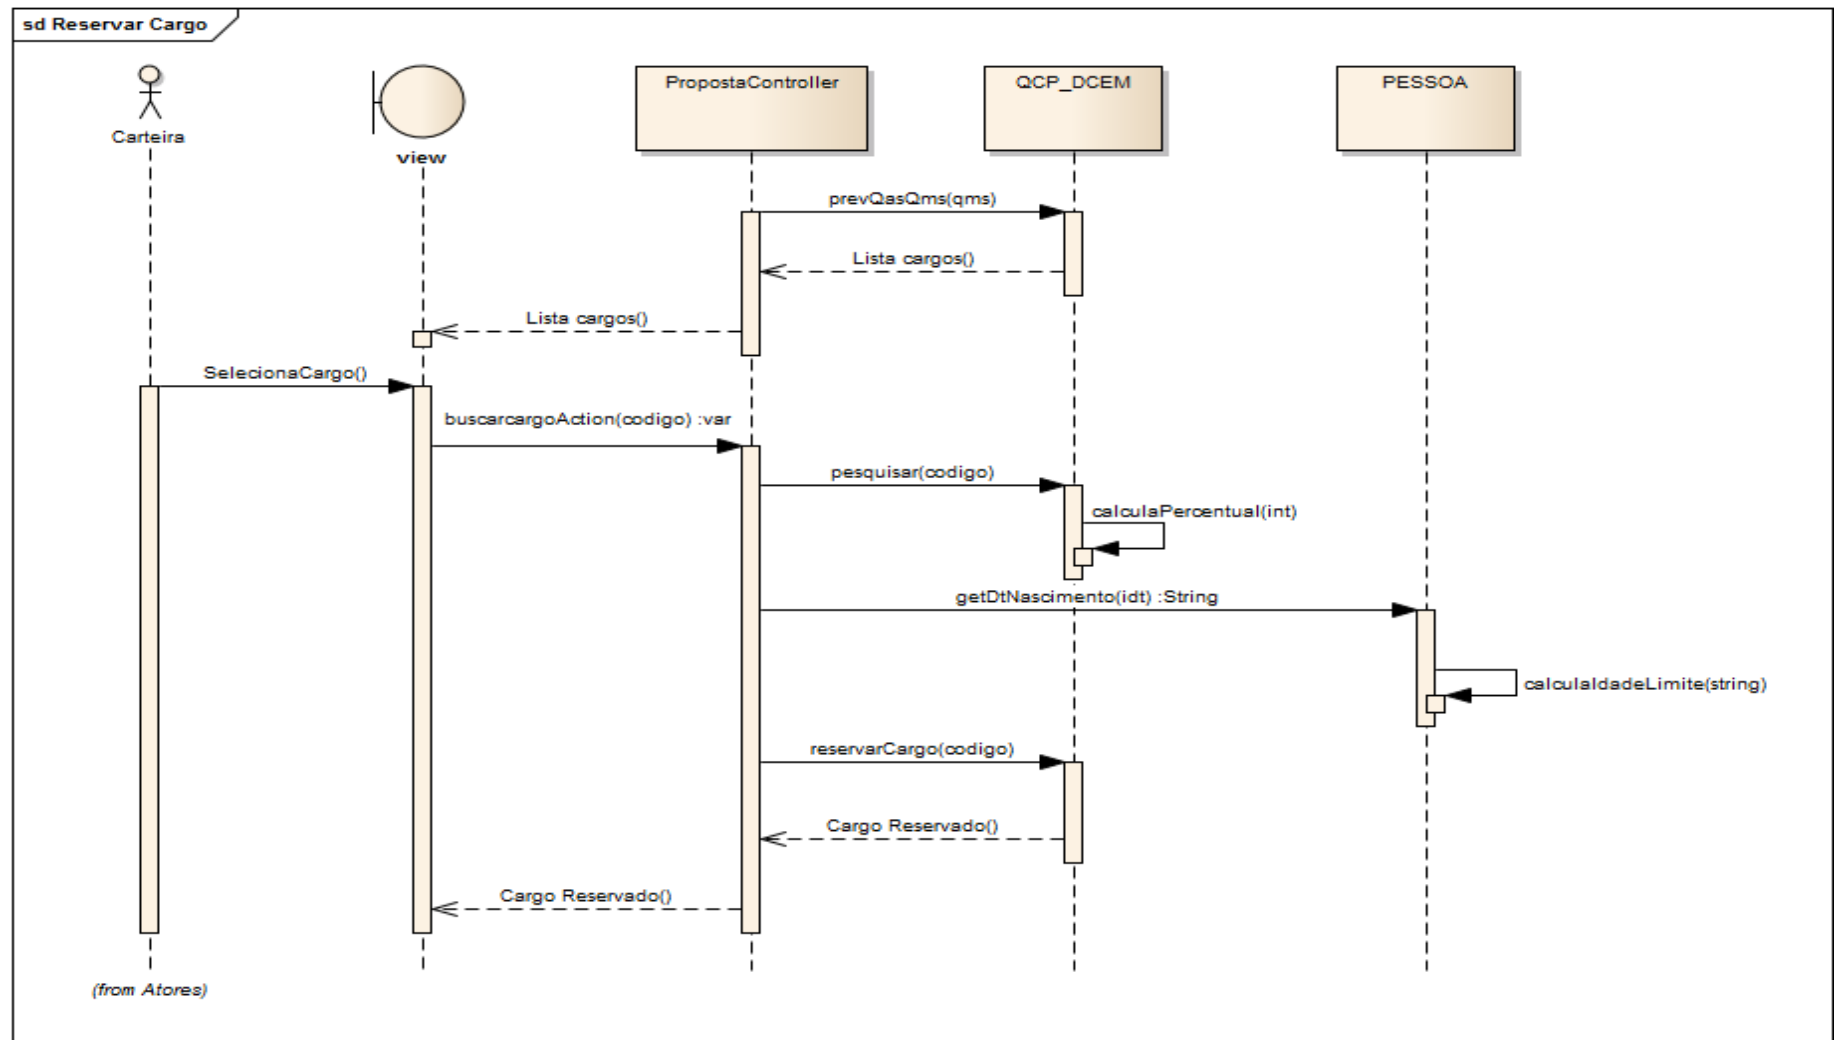 sd Reservar Cargo
Carteira
view
PropostaController
QCP_DCEM
PESSOA
prevQasQms(qms)
Lista cargos()
Lista cargos()
SelecionaCargo()
buscarcargoAction(codigo) :var
pesquisar(codigo)
calculaPercentual(int)
getDtNascimento(idt) :String
calculaIdadeLimite(string)
reservarCargo(codigo)
Cargo Reservado()
Cargo Reservado()
(from Atores)